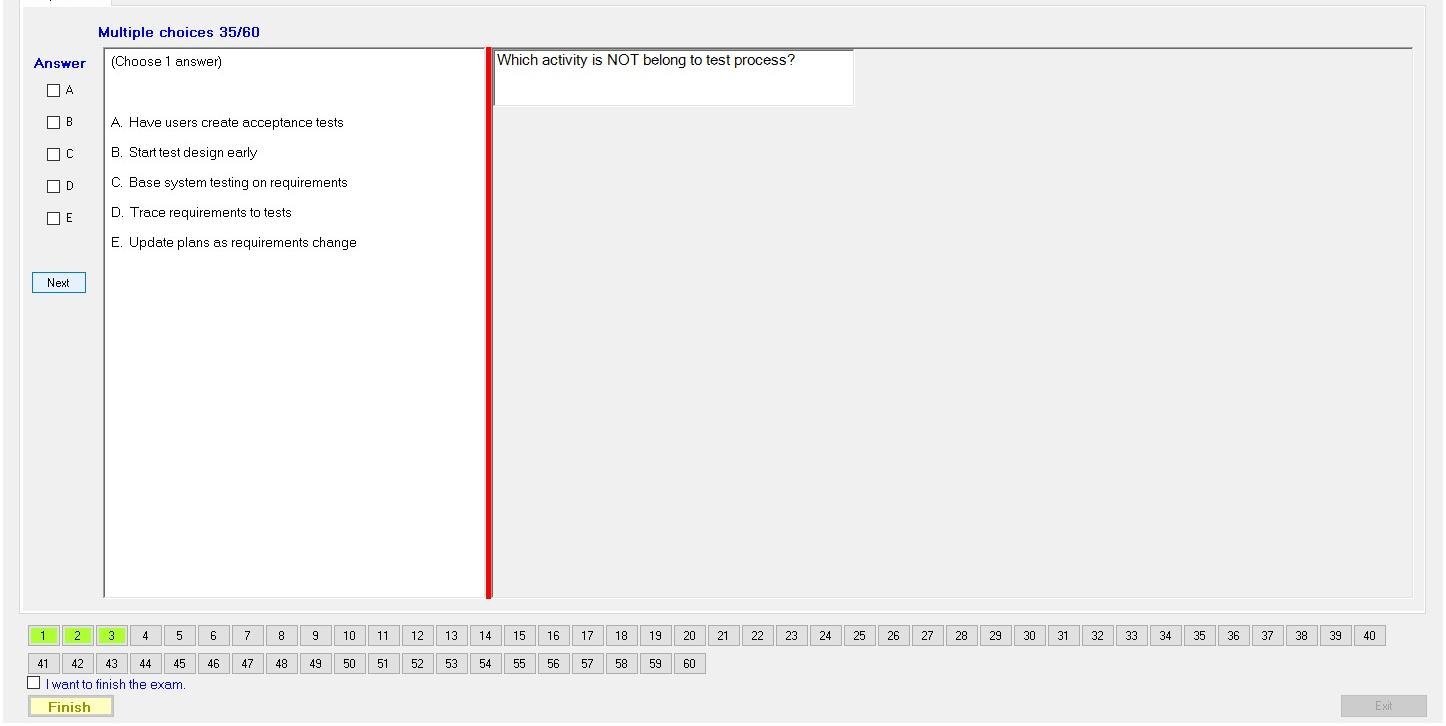 Multiple choices 35/60
Answer
A
B
C
D
E
Next
(Choose 1 answer)
A. Have users create acceptance tests
B. Start test design early
C. Base system testing on requirements
D. Trace requirements to tests
E. Update plans as requirements change
Which activity is NOT belong to test process?
1 2 3 4 5 6 7 8 9 10 11 12 13 14 15 16 17 18 19 20 21 22 23 24 25 26 27 28 29 30 31 32 33 34 35 36 37 38 39 40
41 42 43 44 45 46 47 48 49 50 51 52 53 54 55 56 57 58 59 60
I want to finish the exam.
Finish
Exit